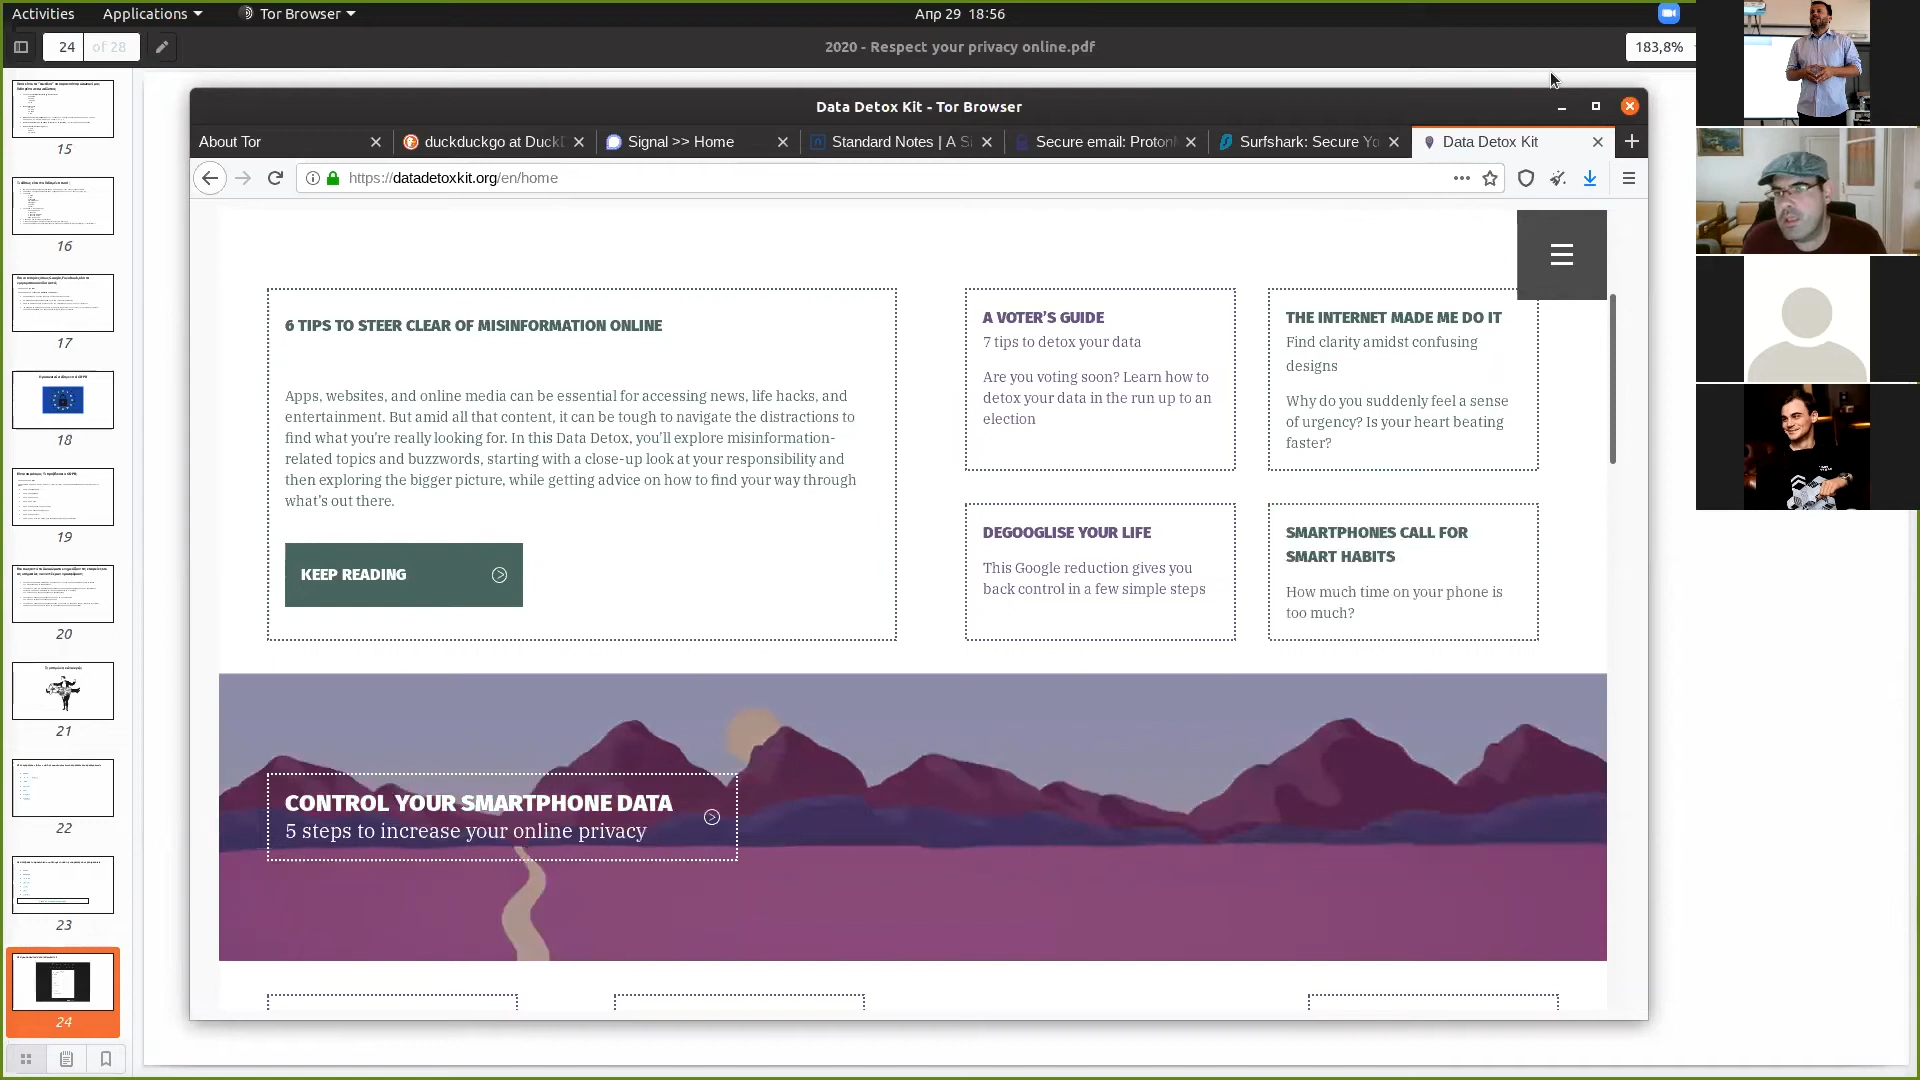 Activities Applications Tor Browser Апр 29 18:56
24 of 28 2020 - Respect your privacy online.pdf 183,8%
Data Detox Kit - Tor Browser
About Tor duckduckgo at DuckD Signal >> Home Standard Notes | A S Secure email: Proton Surfshark: Secure Yo Data Detox Kit
https://datadetoxkit.org/en/home
6 TIPS TO STEER CLEAR OF MISINFORMATION ONLINE
Apps, websites, and online media can be essential for accessing news, life hacks, and
entertainment. But amid all that content, it can be tough to navigate the distractions to
find what you're really looking for. In this Data Detox, you'll explore misinformation-
related topics and buzzwords, starting with a close-up look at your responsibility and
then exploring the bigger picture, while getting advice on how to find your way through
what's out there.
KEEP READING
A VOTER'S GUIDE
7 tips to detox your data
Are you voting soon? Learn how to
detox your data in the run up to an
election
THE INTERNET MADE ME DO IT
Find clarity amidst confusing
designs
Why do you suddenly feel a sense
of urgency? Is your heart beating
faster?
DEGOOGLISE YOUR LIFE
This Google reduction gives you
back control in a few simple steps
SMARTPHONES CALL FOR
SMART HABITS
How much time on your phone is
too much?
CONTROL YOUR SMARTPHONE DATA
5 steps to increase your online privacy
15
16
17
18
19
20
21
22
23
24